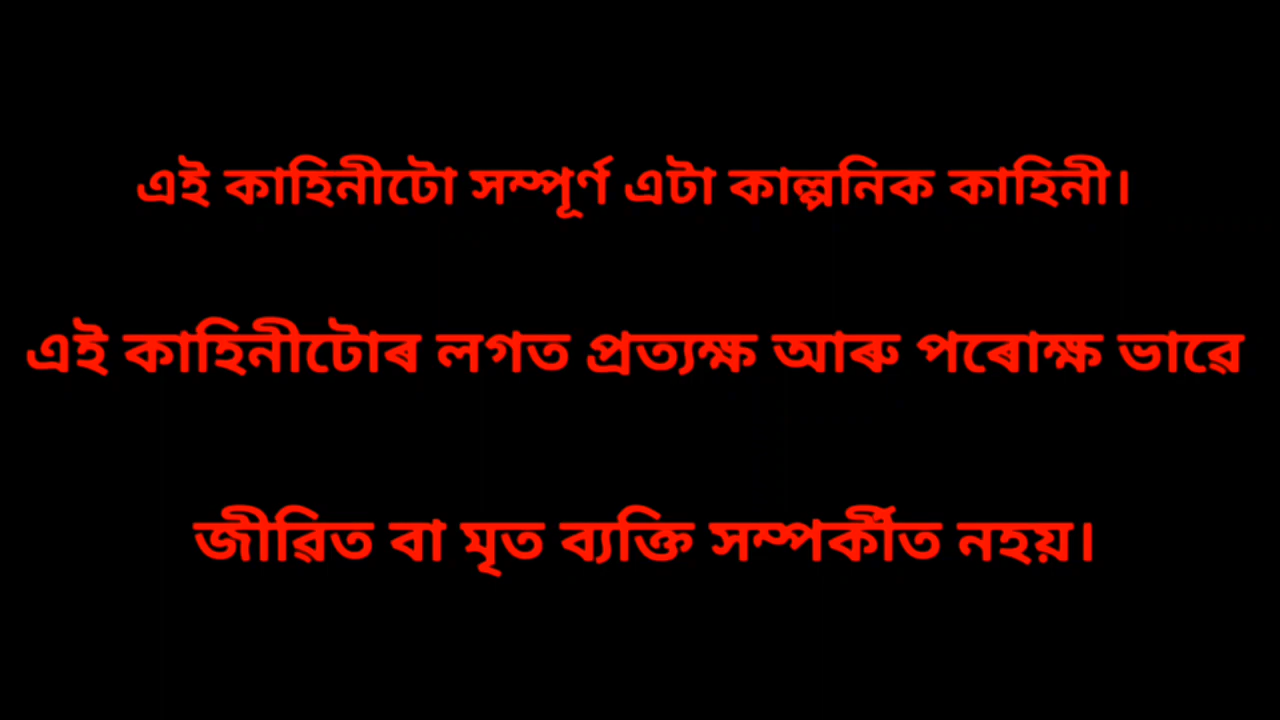 এই কাহিনীটো সম্পূৰ্ণ এটা কাল্পনিক কাহিনী।
এই কাহিনীটোৰ লগত প্ৰত্যক্ষ আৰু পৰোক্ষ ভাৱে
জীৱিত বা মৃত ব্যক্তি সম্পৰ্কীত নহয়।